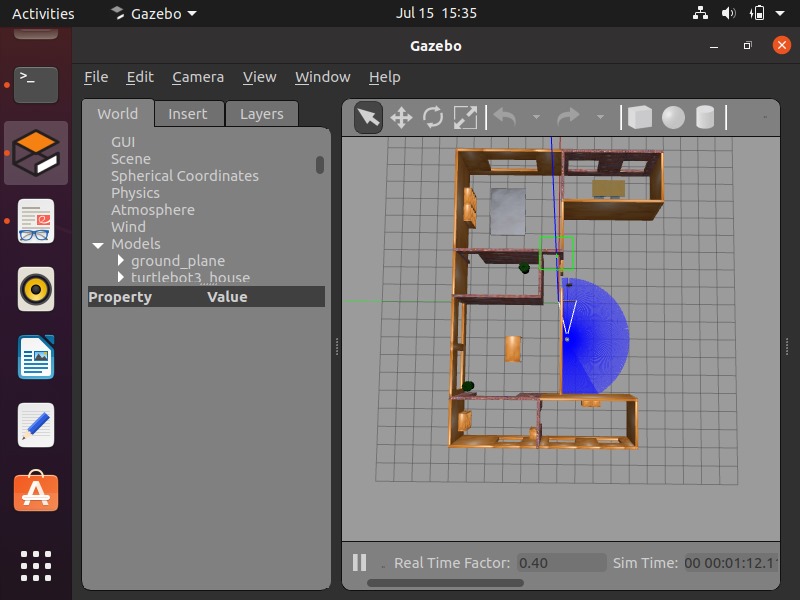 Activities Gazebo Jul 15 15:35
Gazebo
File Edit Camera View Window Help
World Insert Layers
GUI
Scene
Spherical Coordinates
Physics
Atmosphere
Wind
Models
ground_plane
turtlebot3_house
Property Value
Real Time Factor: 0.40 Sim Time: 00 00:01:12.1